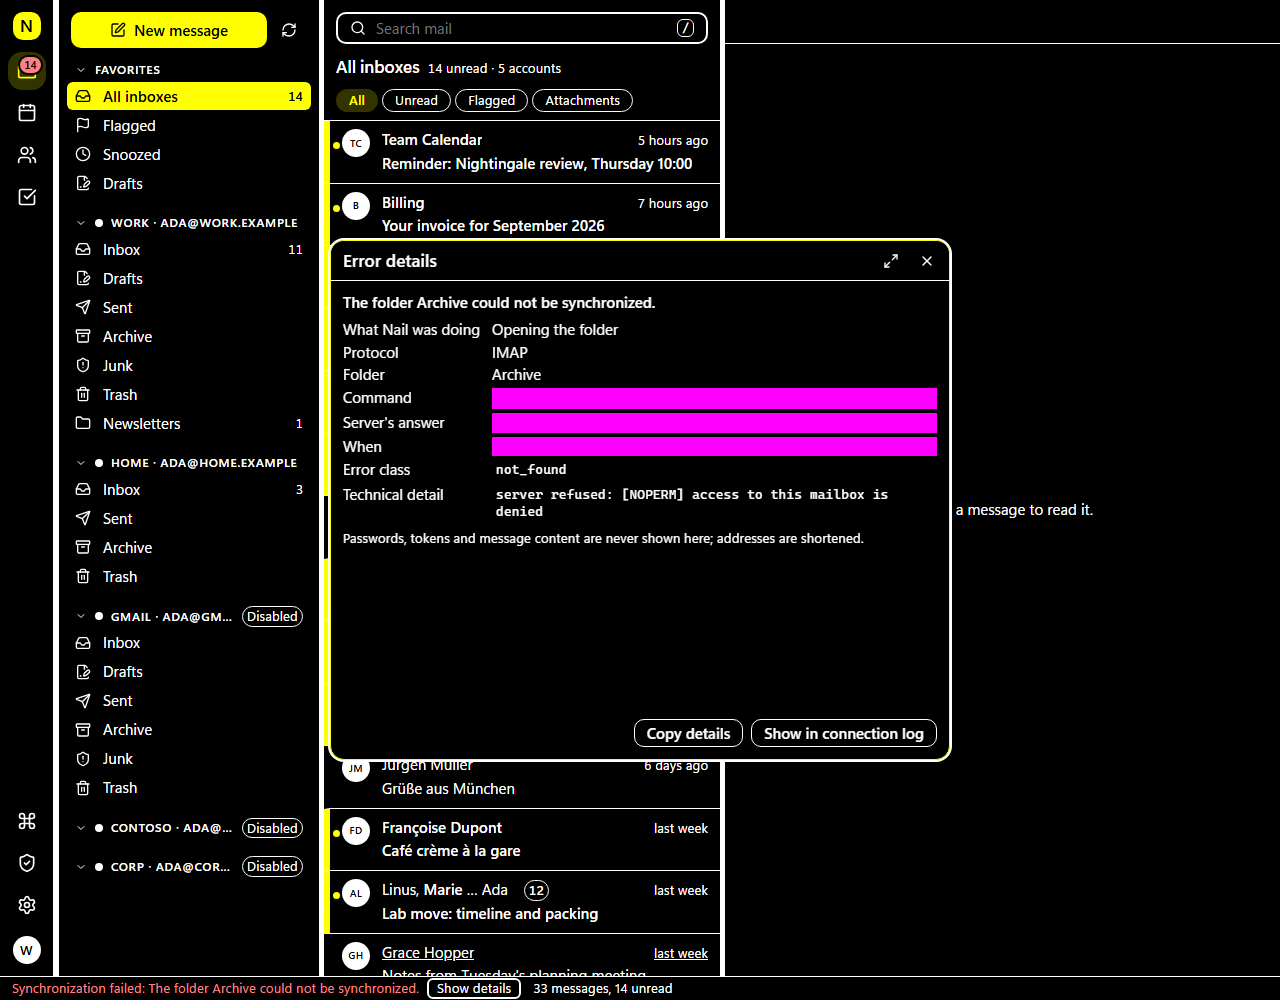 N
14
New message
FAVORITES
All inboxes 14
Flagged
Snoozed
Drafts
WORK · ADA@WORK.EXAMPLE
Inbox 11
Drafts
Sent
Archive
Junk
Trash
Newsletters 1
HOME · ADA@HOME.EXAMPLE
Inbox 3
Sent
Archive
Trash
GMAIL · ADA@GM... Disabled
Inbox
Drafts
Sent
Archive
Junk
Trash
CONTOSO · ADA@... Disabled
CORP · ADA@COR... Disabled
W
Search mail /
All inboxes 14 unread · 5 accounts
All Unread Flagged Attachments
TC Team Calendar 5 hours ago
Reminder: Nightingale review, Thursday 10:00
B Billing 7 hours ago
Your invoice for September 2026
Error details
The folder Archive could not be synchronized.
What Nail was doing Opening the folder
Protocol IMAP
Folder Archive
Command
Server's answer
When
Error class not_found
Technical detail server refused: [NOPERM] access to this mailbox is
denied
Passwords, tokens and message content are never shown here; addresses are shortened.
Copy details Show in connection log
a message to read it.
JM Jürgen Müller 6 days ago
Grüße aus München
FD Françoise Dupont last week
Café crème à la gare
AL Linus, Marie ... Ada 12 last week
Lab move: timeline and packing
GH Grace Hopper last week
Notes from Tuesday's planning meeting
Synchronization failed: The folder Archive could not be synchronized. Show details 33 messages, 14 unread